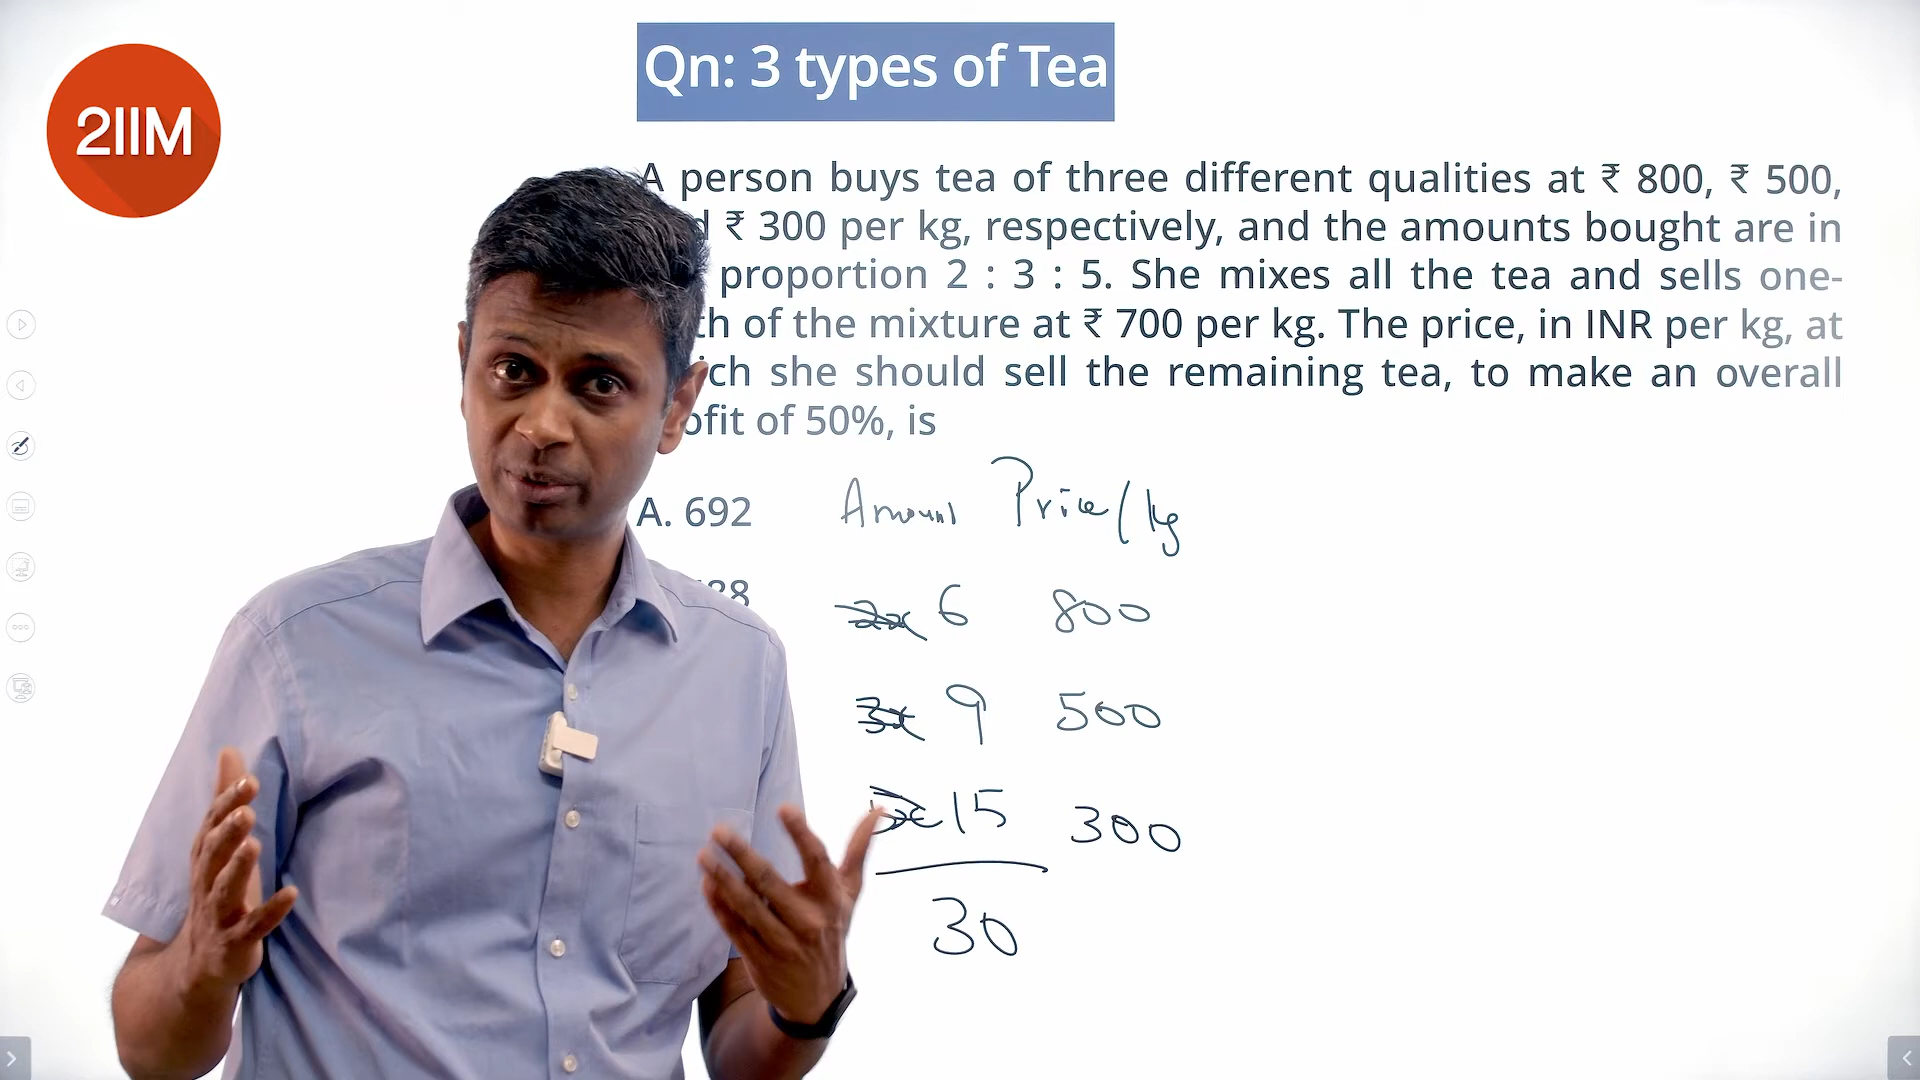 Qn: 3 types of Tea
2IIM
A person buys tea of three different qualities at ₹ 800, ₹ 500,
₹ 300 per kg, respectively, and the amounts bought are in
proportion 2 : 3 : 5. She mixes all the tea and sells one-
of the mixture at ₹ 700 per kg. The price, in INR per kg, at
she should sell the remaining tea, to make an overall
of 50%, is
A. 692
Amount Price/kg
2x 6 800
3x 9 500
5x 15 300
30